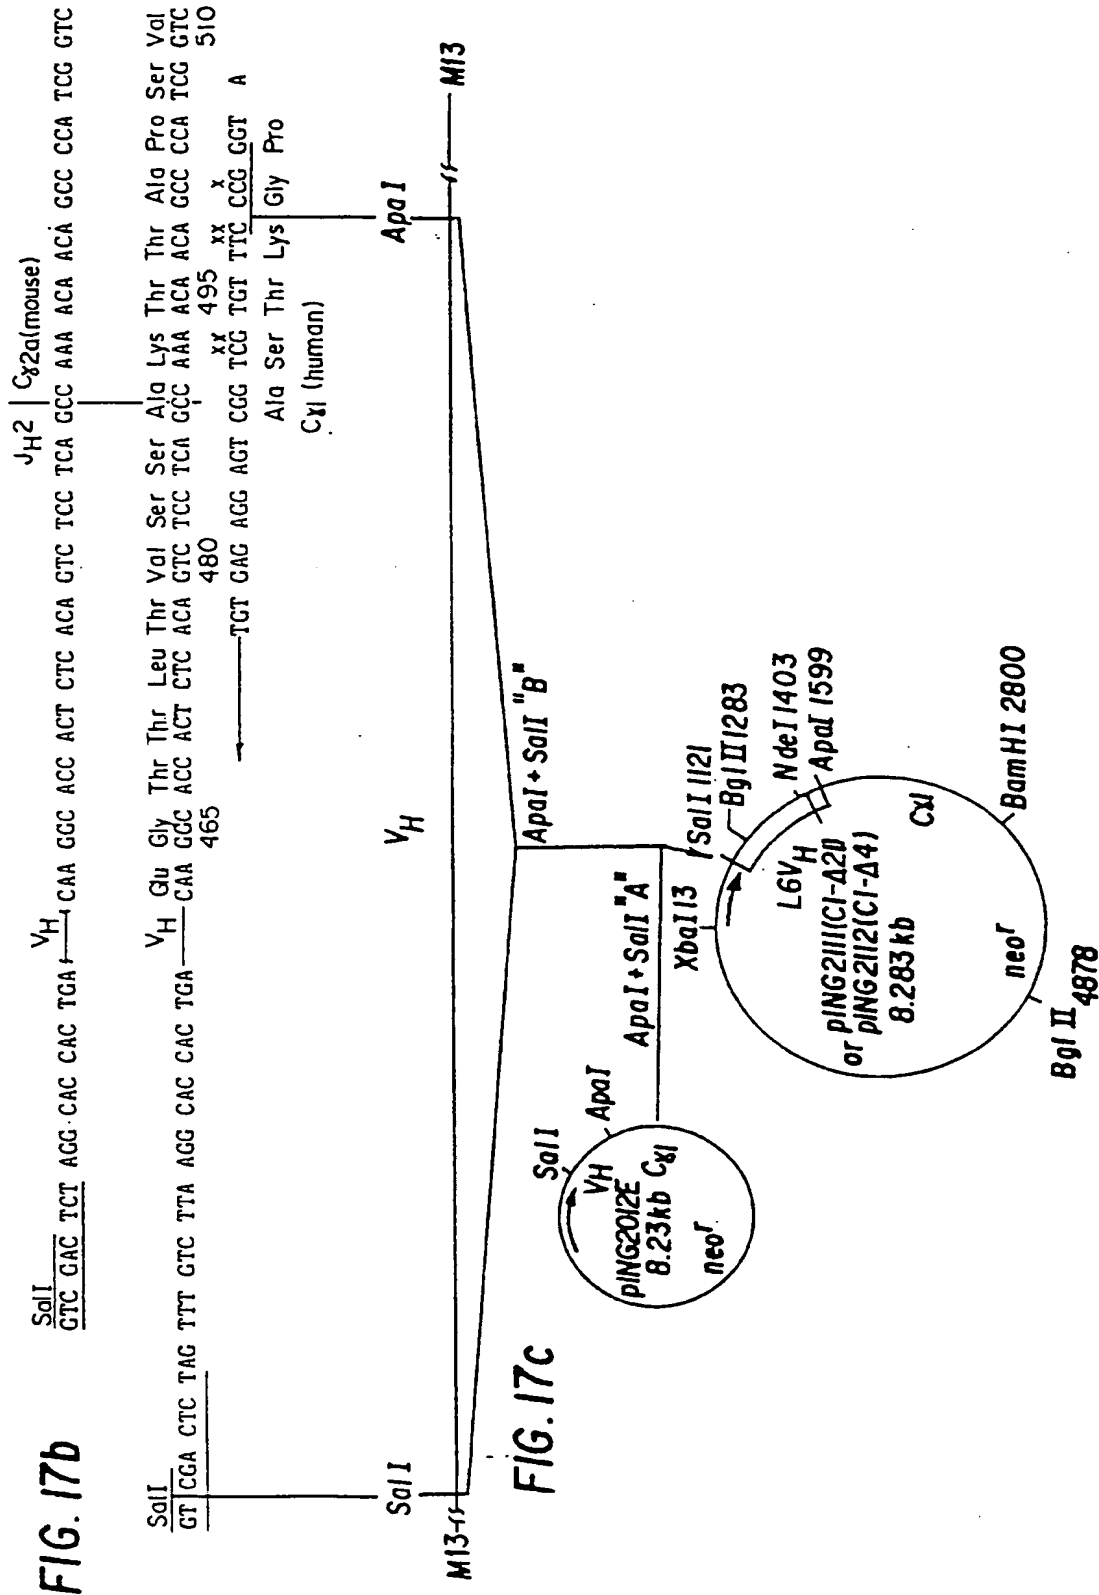 FIG. 17b
JH2 | Cγ2a(mouse)
SalI
GTC GAC TCT AGG CAC CAC TGA VH CAA GGC ACC ACT CTC ACA GTC TCC TCA GCC AAA ACA ACA GCC CCA TCG GTC
SalI
VH Gu Gly Thr Thr Leu Thr Val Ser Ser Ala Lys Thr Thr Ala Pro Ser Val
GT CGA CTC TAG TTT GTC TTA AGG CAC CAC TGA CAA GGC ACC ACT CTC ACA GTC TCC TCA GCC AAA ACA ACA GCC CCA TCG GTC
465 480 495 510
xx xx x
TGT GAG AGG AGT CGG TCG TGT TTC CCG GGT A
Ala Ser Thr Lys Gly Pro
Cγ1 (human)
SalI
VH
ApaI
M13
M13
FIG. 17c
ApaI + SalI "B"
ApaI + SalI "A"
SalI
ApaI
VH
pING2012E
8.23kb Cγ1
neor
XbaI 13
SalI 1121
BglII 1283
NdeI 1403
ApaI 1599
L6VH
pING2111(C1-Δ21)
or pING2112(C1-Δ4)
8.283 kb
Cγ1
neor
BamHI 2800
Bgl II
4878